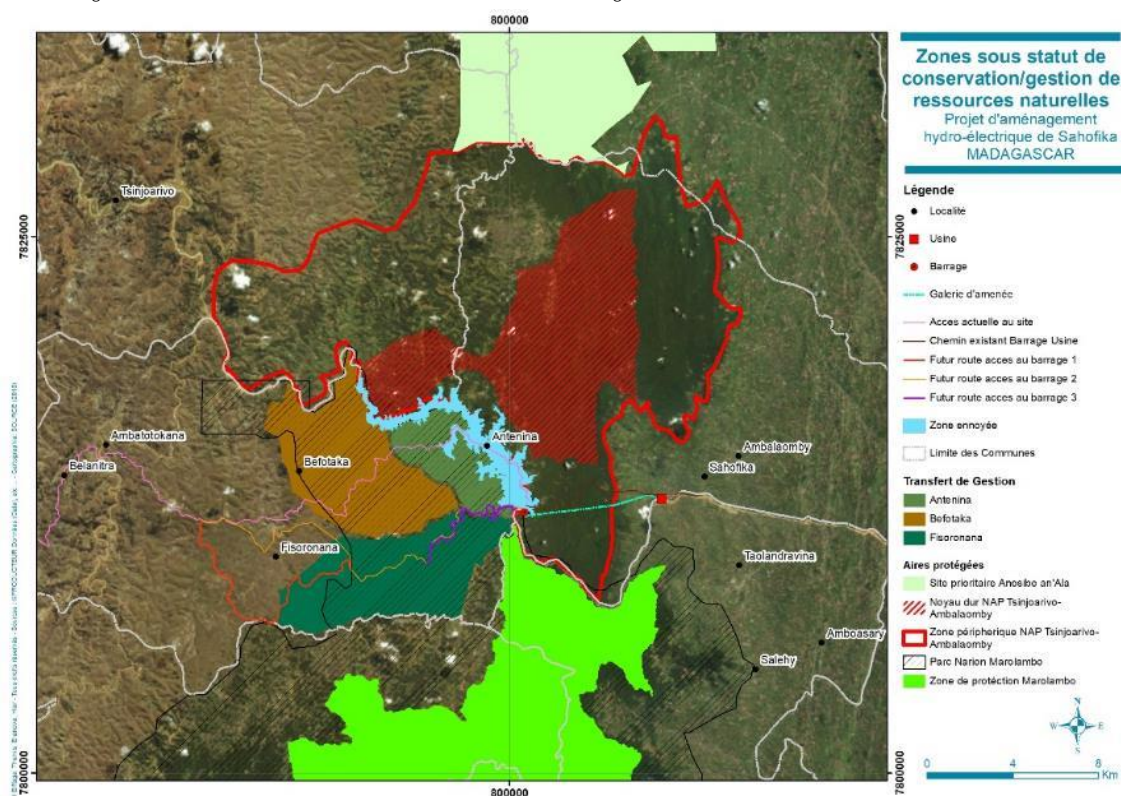 800000
Zones sous statut de
conservation/gestion de
ressources naturelles
Projet d'aménagement
hydro-électrique de Sahofika
MADAGASCAR
Légende
Localité
Usine
Barrage
Galerie d'amenée
Acces actuelle au site
Chemin existant Barrage Usine
Futur route acces au barrage 1
Futur route acces au barrage 2
Futur route acces au barrage 3
Zone ennoyée
Limite des Communes
Transfert de Gestion
Antenina
Befotaka
Fisoronana
Aires protégées
Site prioritaire Anosibo an'Ala
Noyau dur NAP Tsinjoarivo-
Ambalaomby
Zone péripherique NAP Tsinjoarivo-
Ambalaomby
Parc Narion Marolambo
Zone de protéction Marolambo
N
W
E
S
0
4
8
Km
7825000
7825000
Tsinjoarivo
Ambatotokana
Belanitra
Befotaka
Antenina
Ambalaomby
Sahofika
Fisoronana
Taolandravina
Amboasary
Salehy
7800000
7800000
800000